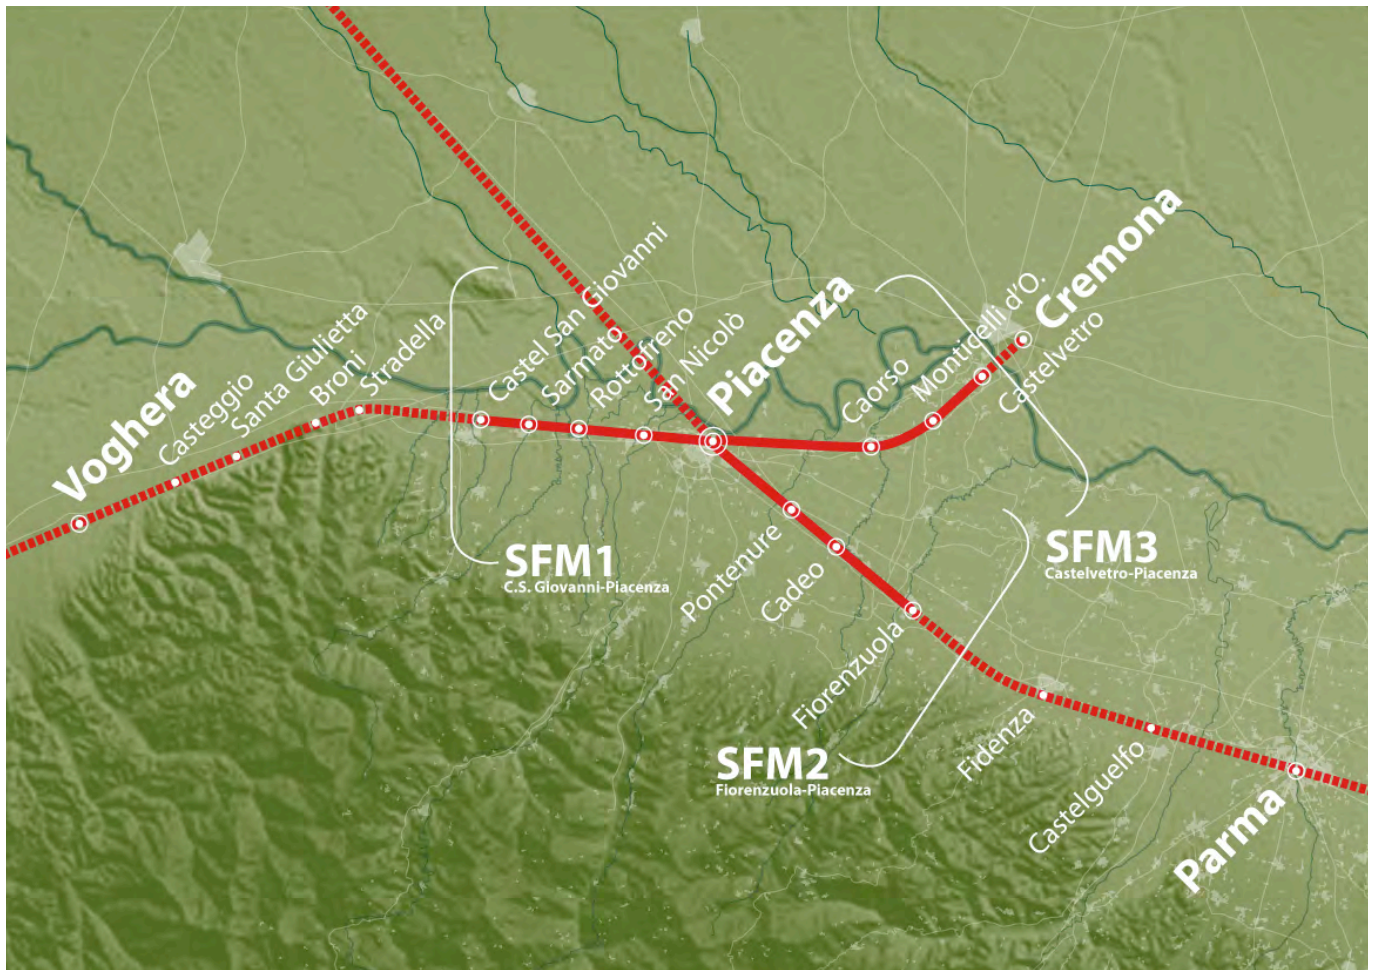 Voghera
Casteggio
Santa Giulietta
Broni
Stradella
Castel San Giovanni
Sarmato
Rottofreno
San Nicolò
Piacenza
Caorso
Monticelli d'O.
Castelvetro
Cremona
SFM1
C.S. Giovanni-Piacenza
SFM3
Castelvetro-Piacenza
Pontenure
Cadeo
Fiorenzuola
SFM2
Fiorenzuola-Piacenza
Fidenza
Castelguelfo
Parma